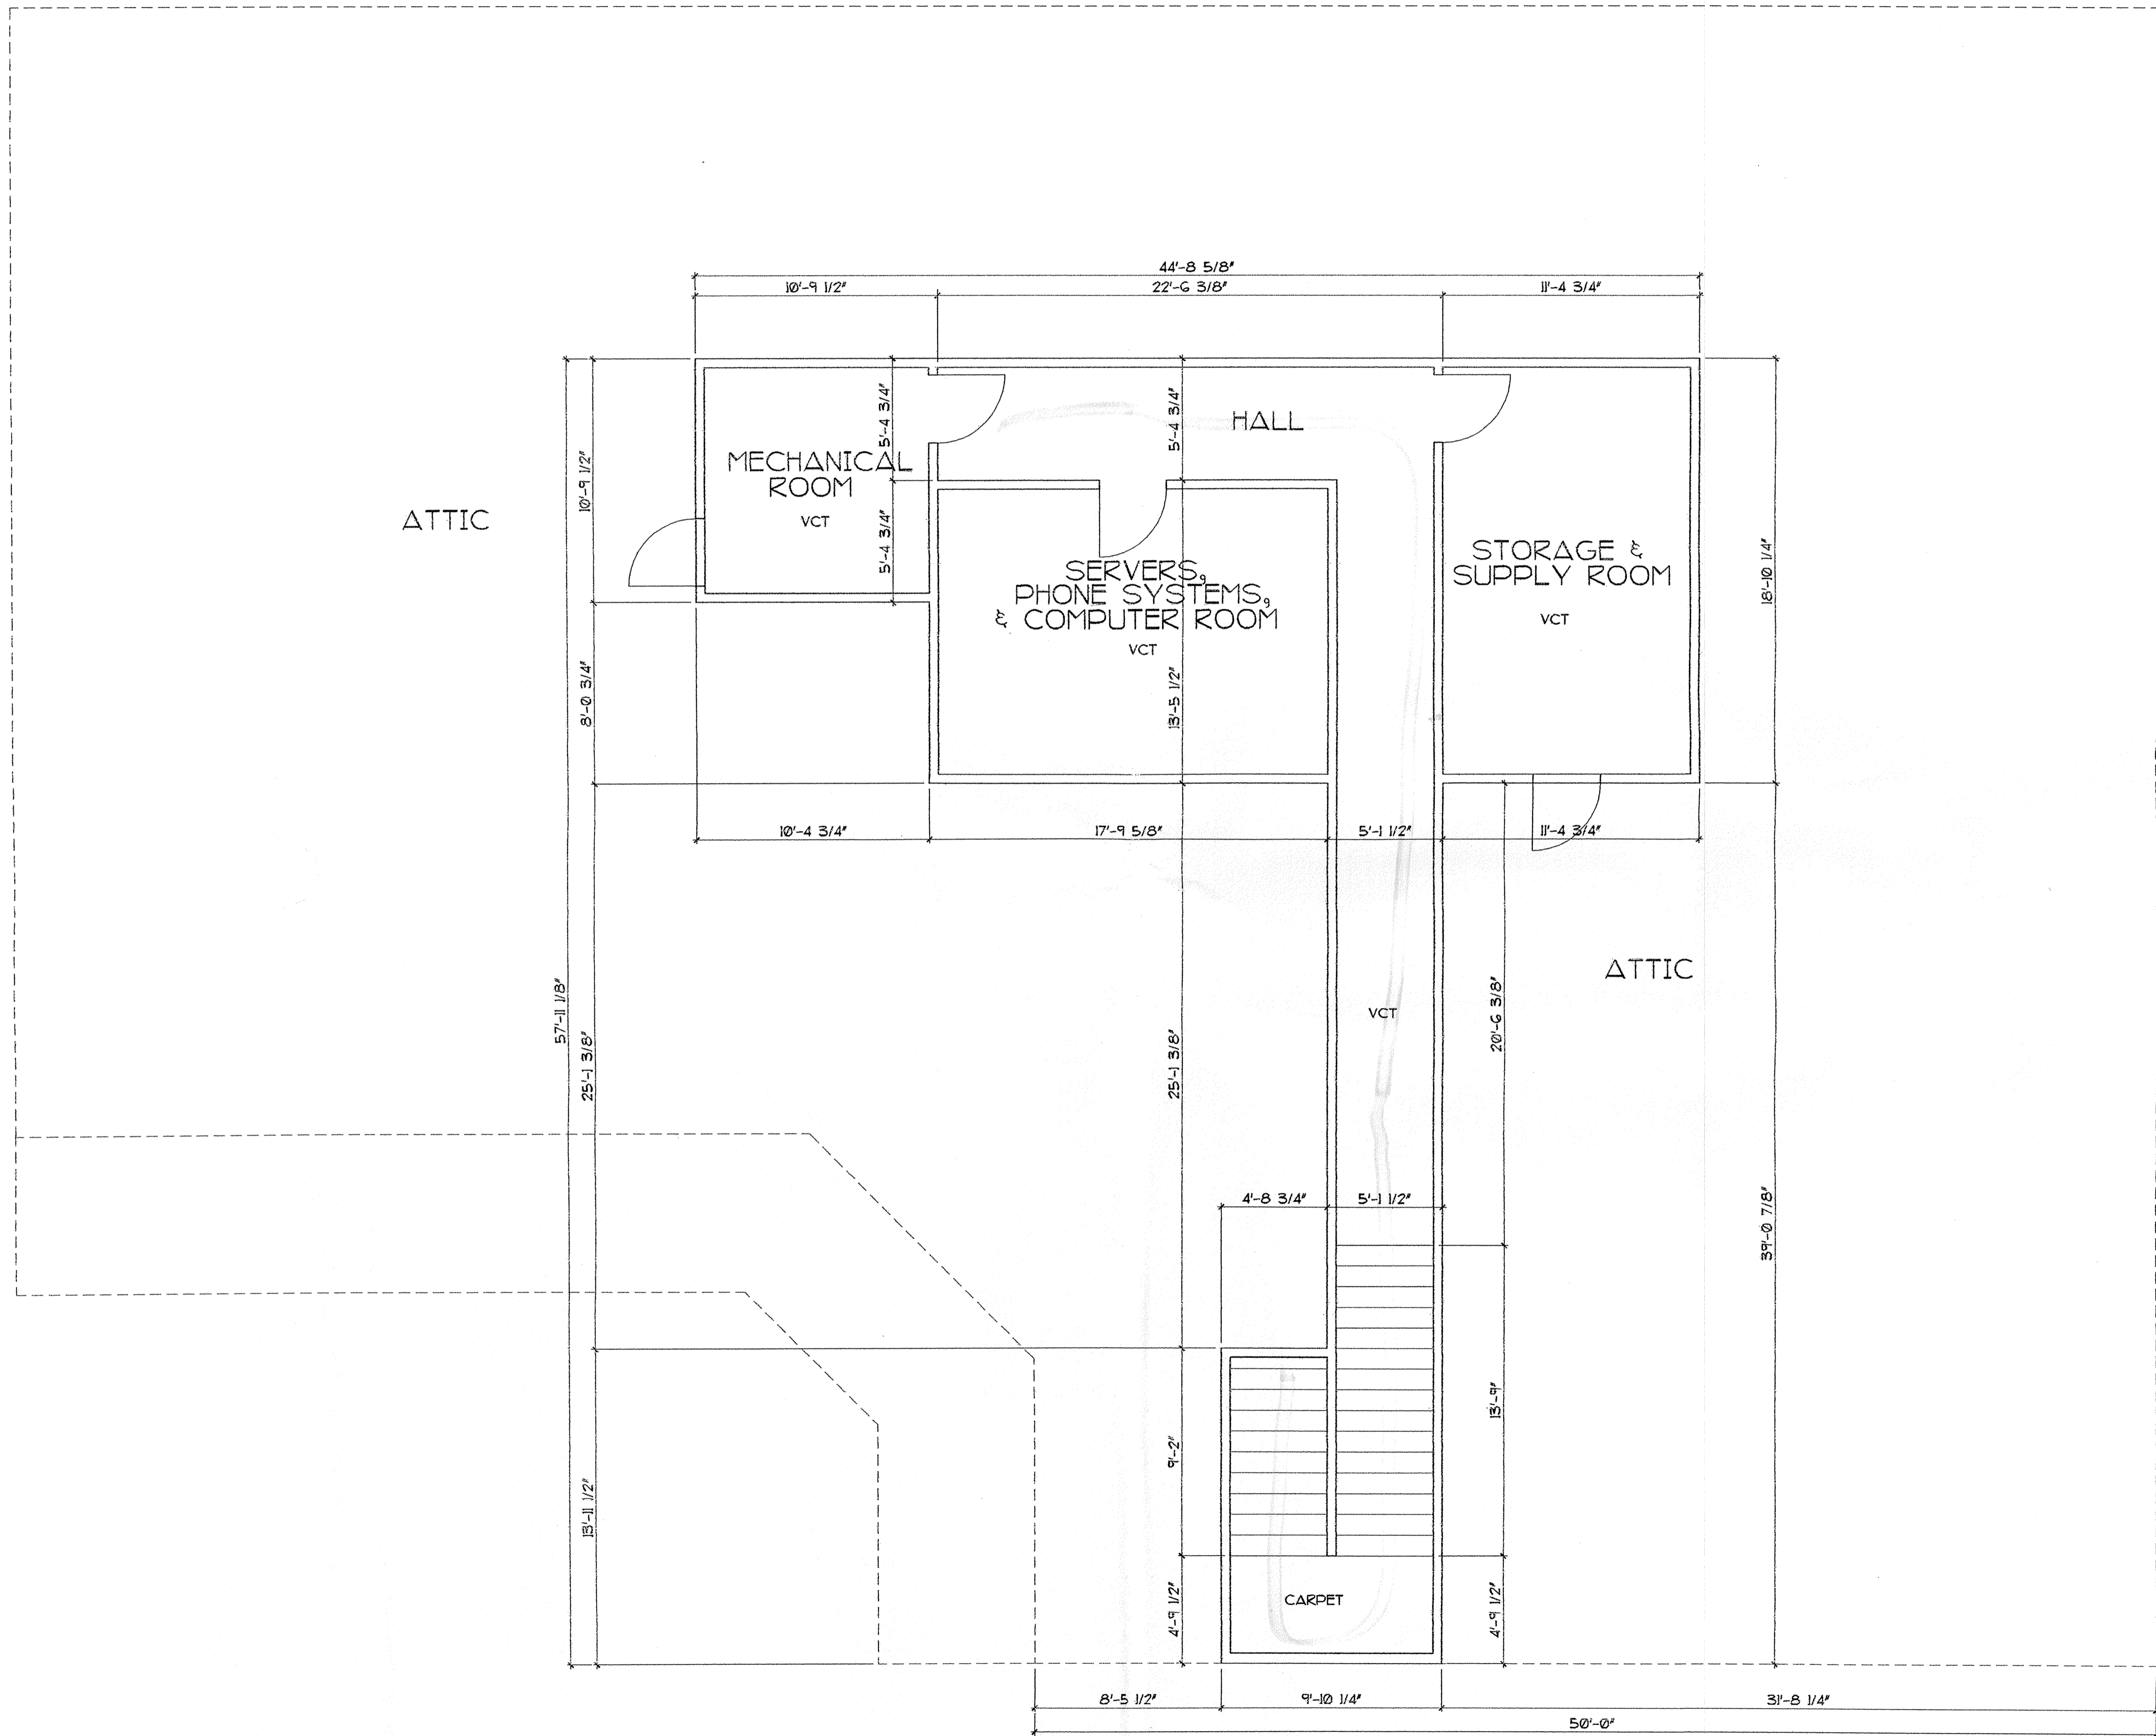 44'-8 5/8"
10'-9 1/2"
22'-6 3/8"
11'-4 3/4"
5'-4 3/4"
5'-4 3/4"
HALL
MECHANICAL
ROOM
VCT
10'-9 1/2"
ATTIC
5'-4 3/4"
SERVERS,
PHONE SYSTEMS,
& COMPUTER ROOM
VCT
STORAGE &
SUPPLY ROOM
VCT
18'-10 1/4"
8'-0 3/4"
13'-5 1/2"
10'-4 3/4"
17'-9 5/8"
5'-1 1/2"
11'-4 3/4"
ATTIC
57'-11 1/8"
25'-1 3/8"
25'-1 3/8"
VCT
20'-6 3/8"
4'-8 3/4"
5'-1 1/2"
39'-0 7/8"
13'-9"
9'-2"
13'-11 1/2"
4'-9 1/2"
CARPET
4'-9 1/2"
8'-5 1/2"
9'-10 1/4"
31'-8 1/4"
50'-0"